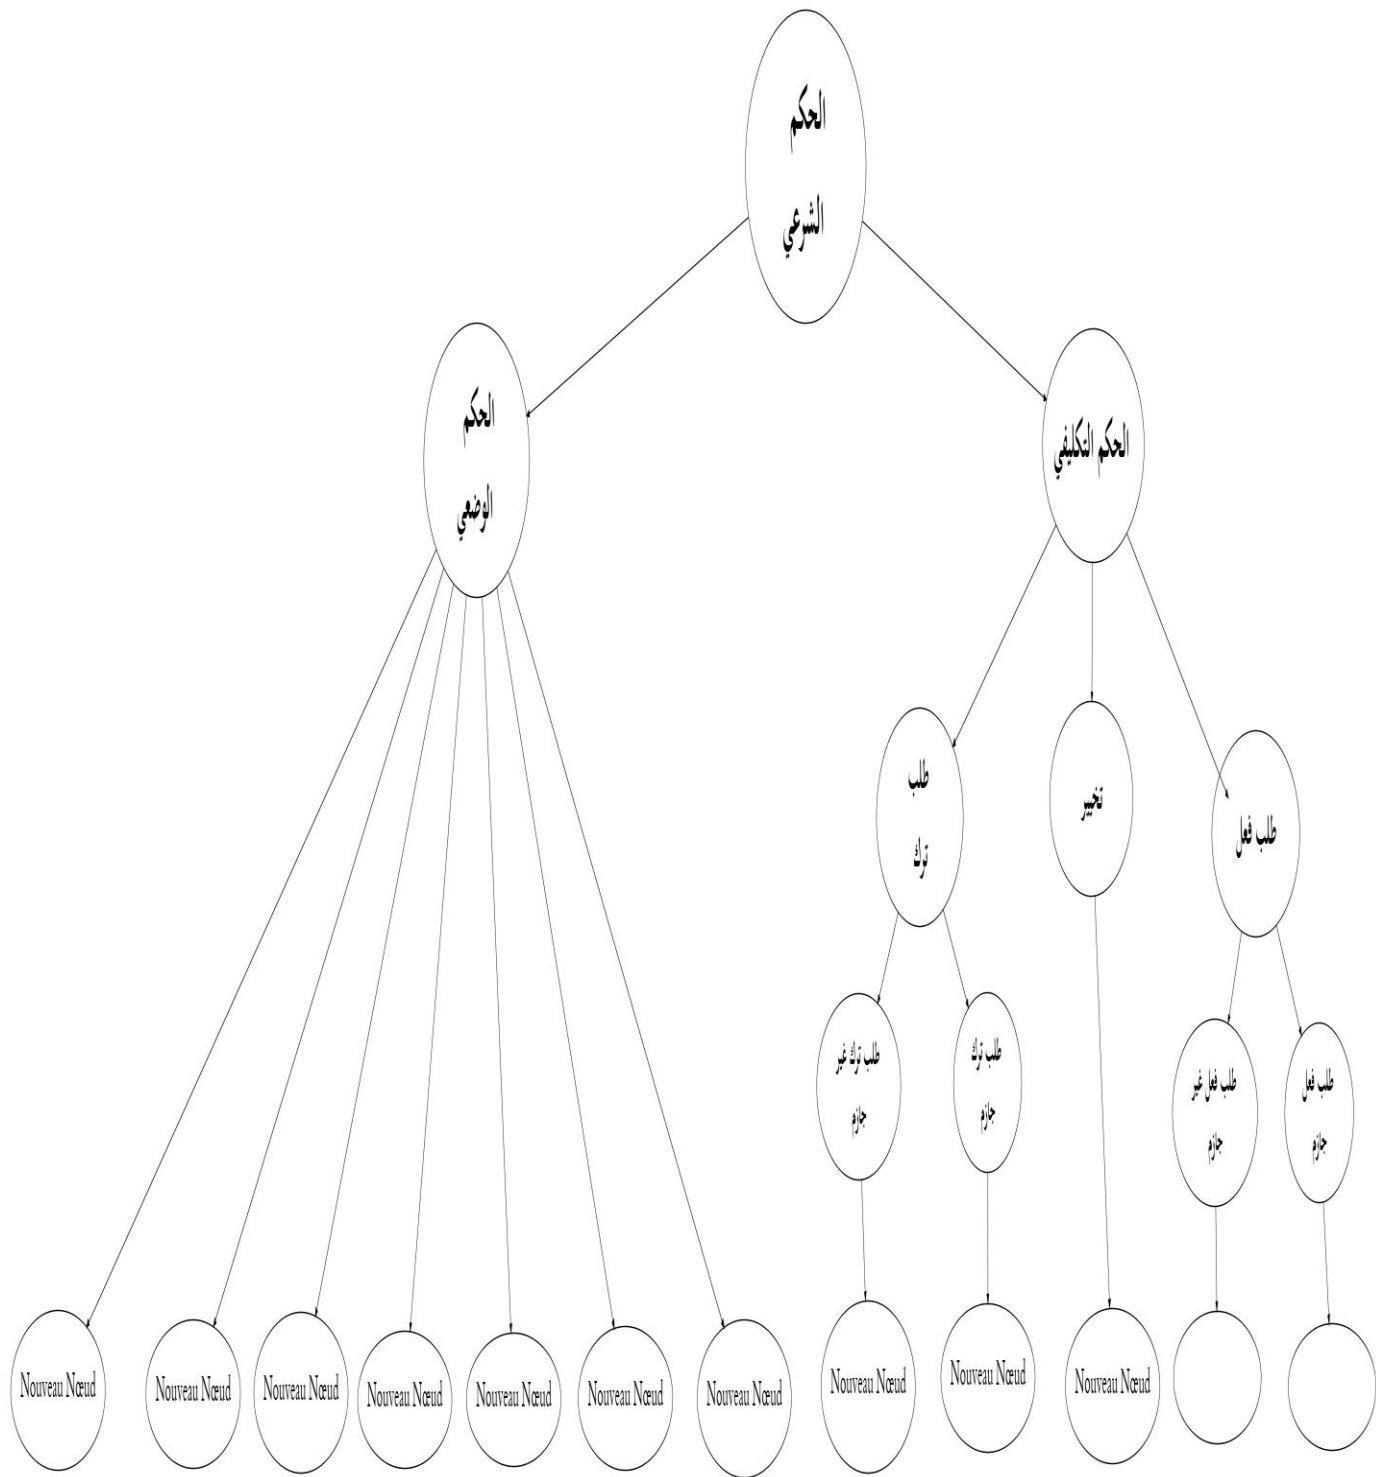 الحكم
الشرعي
الحكم
الوضعي
الحكم التكليفي
طلب
ترك
تخيير
طلب فعل
طلب ترك غير
جازم
طلب ترك
جازم
طلب فعل غير
جازم
طلب فعل
جازم
Nouveau Nœud
Nouveau Nœud
Nouveau Nœud
Nouveau Nœud
Nouveau Nœud
Nouveau Nœud
Nouveau Nœud
Nouveau Nœud
Nouveau Nœud
Nouveau Nœud